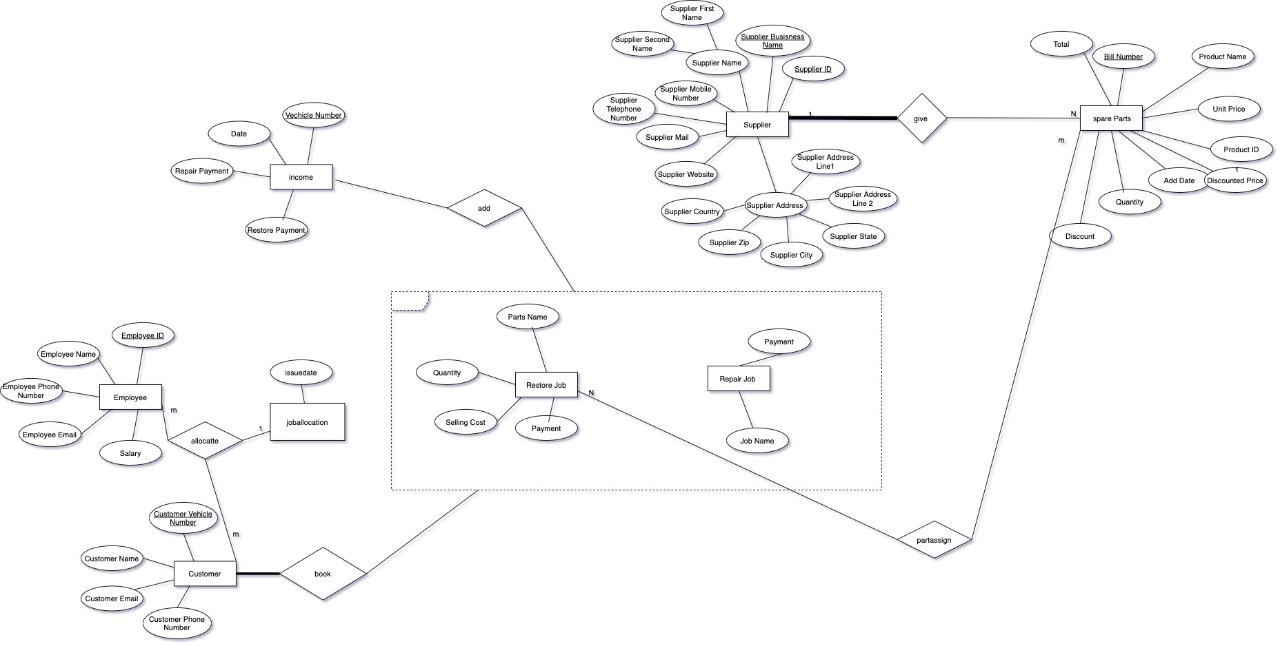 Supplier First
Name
Supplier Second
Name
Supplier Name
Supplier Busisness
Name
Supplier ID
Supplier Mobile
Number
Supplier
Telephone
Number
Supplier Mail
Supplier Website
Supplier
1
give
N
m
Total
Bill Number
Product Name
Unit Price
Product ID
1
Discounted Price
Add Date
Quantity
Discount
spare Parts
Supplier Address
Line1
Supplier Address
Line 2
Supplier Address
Supplier Country
Supplier Zip
Supplier City
Supplier State
Vechicle Number
Date
Repair Payment
income
Restore Payment
add
Parts Name
Quantity
Restore Job
N
Selling Cost
Payment
Payment
Repair Job
Job Name
Employee ID
Employee Name
Employee Phone
Number
Employee
Employee Email
Salary
m
allocatte
1
issuedate
joballocation
m
Customer Vehicle
Number
Customer Name
Customer
Customer Email
Customer Phone
Number
book
partassign